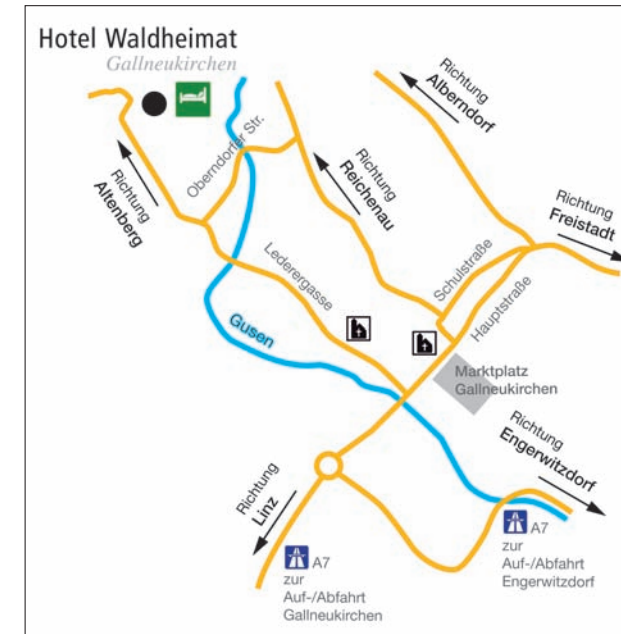 Hotel Waldheimat
Gallneukirchen
Richtung
Alberndorf
Oberndorfer Str.
Richtung
Reichenau
Richtung
Altenberg
Richtung
Freistadt
Schulstraße
Hauptstraße
Lederergasse
Gusen
Marktplatz
Gallneukirchen
Richtung
Engerwitzdorf
Richtung
Linz
A7
zur
Auf-/Abfahrt
Gallneukirchen
A7
zur
Auf-/Abfahrt
Engerwitzdorf